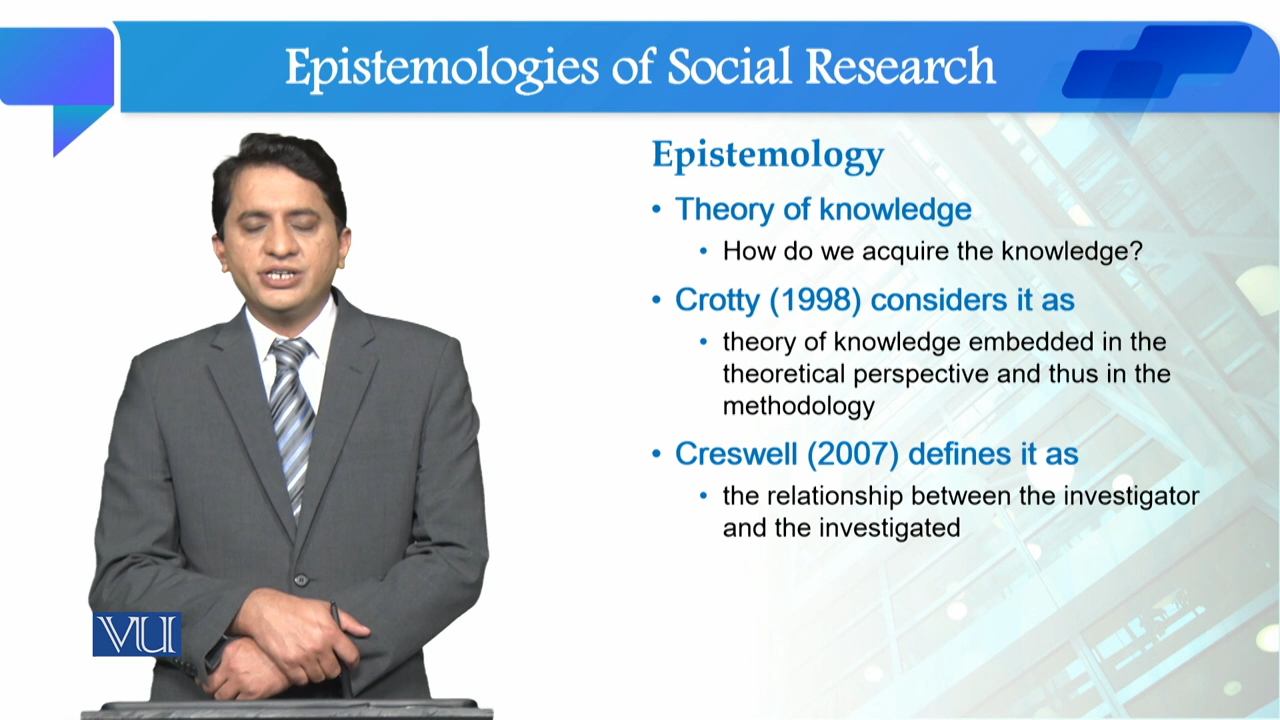 Epistemologies of Social Research
Epistemology
• Theory of knowledge
• How do we acquire the knowledge?
• Crotty (1998) considers it as
• theory of knowledge embedded in the
theoretical perspective and thus in the
methodology
• Creswell (2007) defines it as
• the relationship between the investigator
and the investigated
VU